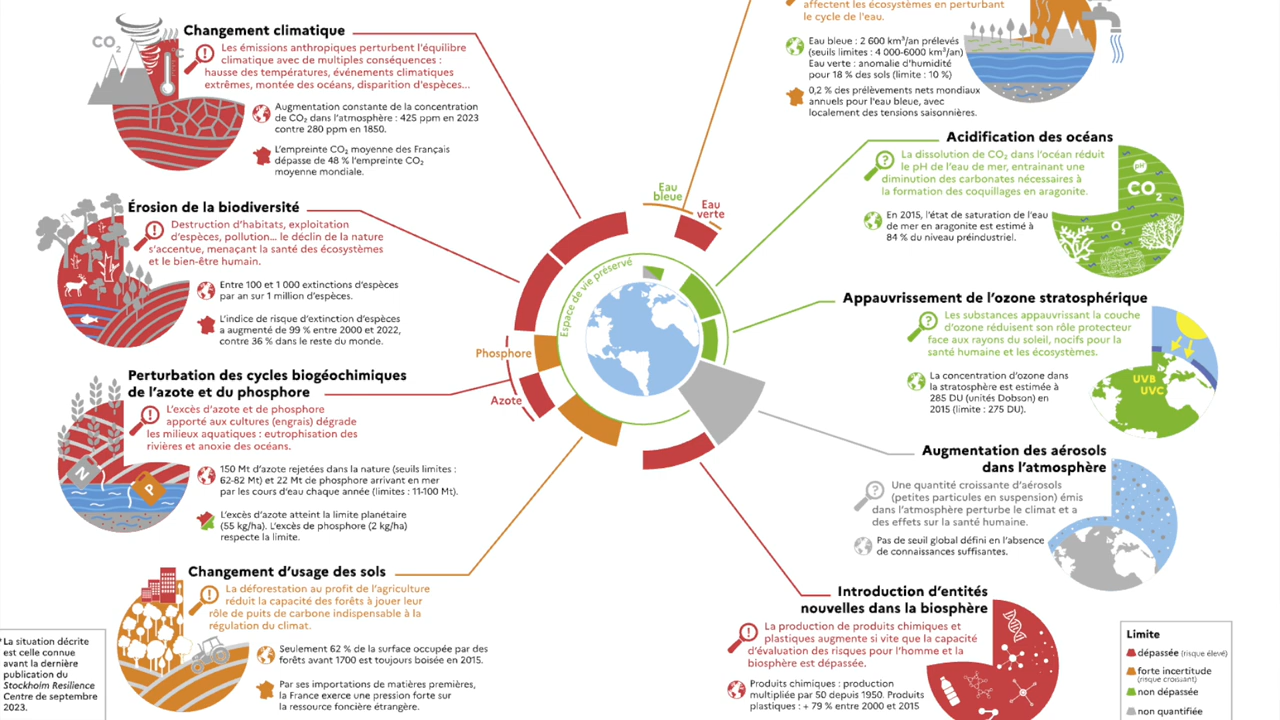 Changement climatique
CO2
°C
Les émissions anthropiques perturbent l'équilibre
climatique avec de multiples conséquences :
hausse des températures, événements climatiques
extrêmes, montée des océans, disparition d'espèces...
Augmentation constante de la concentration
de CO2 dans l'atmosphère : 425 ppm en 2023
contre 280 ppm en 1850.
L'empreinte CO2 moyenne des Français
dépasse de 48 % l'empreinte CO2
moyenne mondiale.
Érosion de la biodiversité
Destruction d'habitats, exploitation
d'espèces, pollution... le déclin de la nature
s'accentue, menaçant la santé des écosystèmes
et le bien-être humain.
Entre 100 et 1 000 extinctions d'espèces
par an sur 1 million d'espèces.
L'indice de risque d'extinction d'espèces
a augmenté de 99 % entre 2000 et 2022,
contre 36 % dans le reste du monde.
Perturbation des cycles biogéochimiques
de l'azote et du phosphore
L'excès d'azote et de phosphore
apporté aux cultures (engrais) dégrade
les milieux aquatiques : eutrophisation des
rivières et anoxie des océans.
N
P
150 Mt d'azote rejetées dans la nature (seuils limites :
62-82 Mt) et 22 Mt de phosphore arrivant en mer
par les cours d'eau chaque année (limites : 11-100 Mt).
L'excès d'azote atteint la limite planétaire
(55 kg/ha). L'excès de phosphore (2 kg/ha)
respecte la limite.
Changement d'usage des sols
La déforestation au profit de l'agriculture
réduit la capacité des forêts à jouer leur
rôle de puits de carbone indispensable à la
régulation du climat.
Seulement 62 % de la surface occupée par des
forêts avant 1700 est toujours boisée en 2015.
Par ses importations de matières premières,
la France exerce une pression forte sur
la ressource foncière étrangère.
* La situation décrite
est celle connue
avant la dernière
publication du
Stockholm Resilience
Centre de septembre
2023.
Eau
bleue
Eau
verte
Espace de vie préservé
Phosphore
Azote
affectent les écosystèmes en perturbant
le cycle de l'eau.
Eau bleue : 2 600 km³/an prélevés
(seuils limites : 4 000-6000 km³/an)
Eau verte : anomalie d'humidité
pour 18 % des sols (limite : 10 %)
0,2 % des prélèvements nets mondiaux
annuels pour l'eau bleue, avec
localement des tensions saisonnières.
Acidification des océans
La dissolution de CO2 dans l'océan réduit
le pH de l'eau de mer, entrainant une
diminution des carbonates nécessaires à
la formation des coquillages en aragonite.
pH
CO2
O2
En 2015, l'état de saturation de l'eau
de mer en aragonite est estimé à
84 % du niveau préindustriel.
Appauvrissement de l'ozone stratosphérique
Les substances appauvrissant la couche
d'ozone réduisent son rôle protecteur
face aux rayons du soleil, nocifs pour la
santé humaine et les écosystèmes.
UVB
UVC
La concentration d'ozone dans
la stratosphère est estimée à
285 DU (unités Dobson) en
2015 (limite : 275 DU).
Augmentation des aérosols
dans l'atmosphère
Une quantité croissante d'aérosols
(petites particules en suspension) émis
dans l'atmosphère perturbe le climat et a
des effets sur la santé humaine.
Pas de seuil global défini en l'absence
de connaissances suffisantes.
Introduction d'entités
nouvelles dans la biosphère
La production de produits chimiques et
plastiques augmente si vite que la capacité
d'évaluation des risques pour l'homme et la
biosphère est dépassée.
Produits chimiques : production
multipliée par 50 depuis 1950. Produits
plastiques : + 79 % entre 2000 et 2015
Limite
dépassée (risque élevé)
forte incertitude
(risque croissant)
non dépassée
non quantifiée